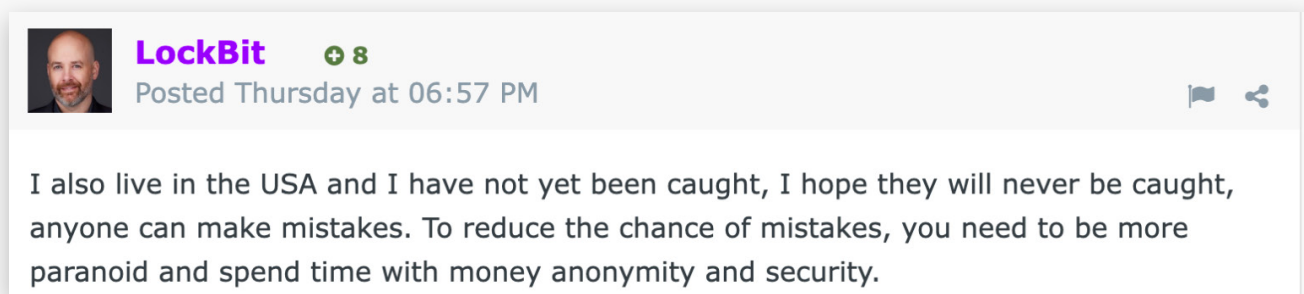 LockBit 8
Posted Thursday at 06:57 PM
I also live in the USA and I have not yet been caught, I hope they will never be caught,
anyone can make mistakes. To reduce the chance of mistakes, you need to be more
paranoid and spend time with money anonymity and security.